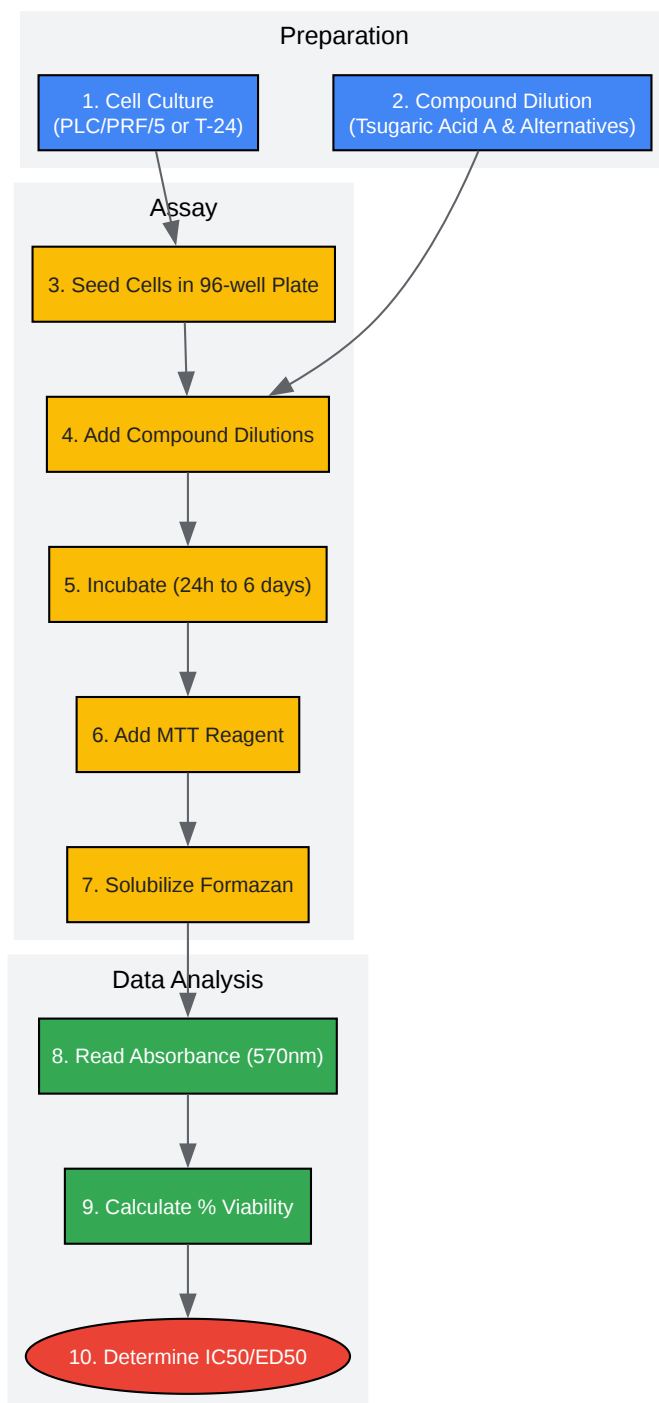 Preparation
1. Cell Culture
(PLC/PRF/5 or T-24)
2. Compound Dilution
(Tsugaric Acid A & Alternatives)
Assay
3. Seed Cells in 96-well Plate
4. Add Compound Dilutions
5. Incubate (24h to 6 days)
6. Add MTT Reagent
7. Solubilize Formazan
Data Analysis
8. Read Absorbance (570nm)
9. Calculate % Viability
10. Determine IC50/ED50